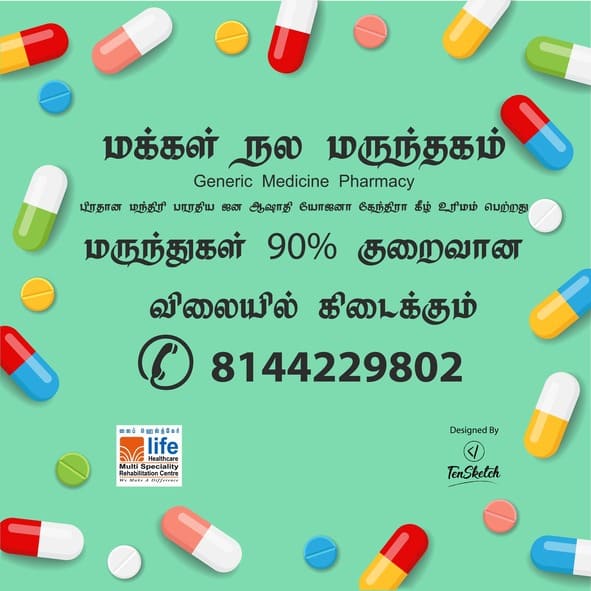 மக்கள் நல மருந்தகம்
Generic Medicine Pharmacy
பிரதான மந்திரி பாரதிய ஜன ஆஷாதி யோஜனா கேந்திரா கீழ் உரிமம் பெற்றது
மருந்துகள் 90% குறைவான
விலையில் கிடைக்கும்
8144229802
லைஃப் ஹெல்த்கேர்
life
Healthcare
Multi Speciality
Rehabilitation Centre
We Make A Difference
Designed By
TenSketch